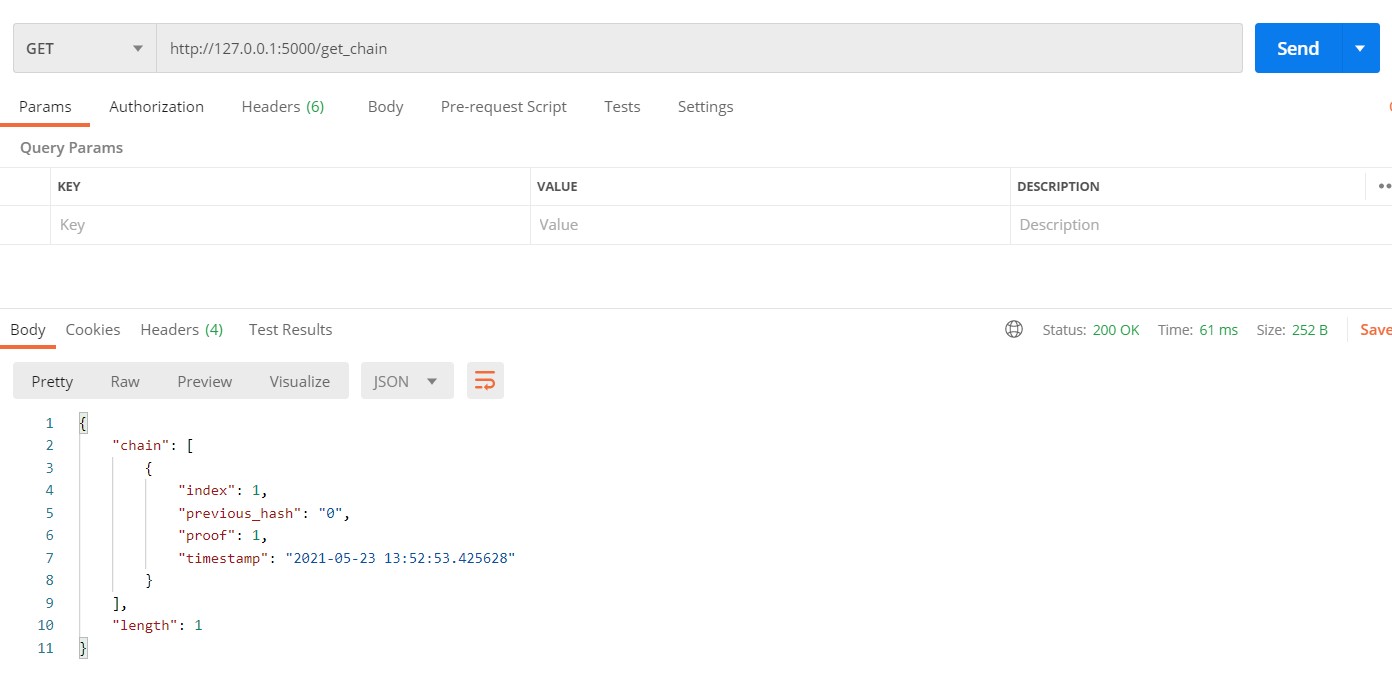 GET http://127.0.0.1:5000/get_chain Send
Params Authorization Headers (6) Body Pre-request Script Tests Settings
Query Params
KEY VALUE DESCRIPTION
Key Value Description
Body Cookies Headers (4) Test Results Status: 200 OK Time: 61 ms Size: 252 B Save
Pretty Raw Preview Visualize JSON
1 {
2 "chain": [
3 {
4 "index": 1,
5 "previous_hash": "0",
6 "proof": 1,
7 "timestamp": "2021-05-23 13:52:53.425628"
8 }
9 ],
10 "length": 1
11 }